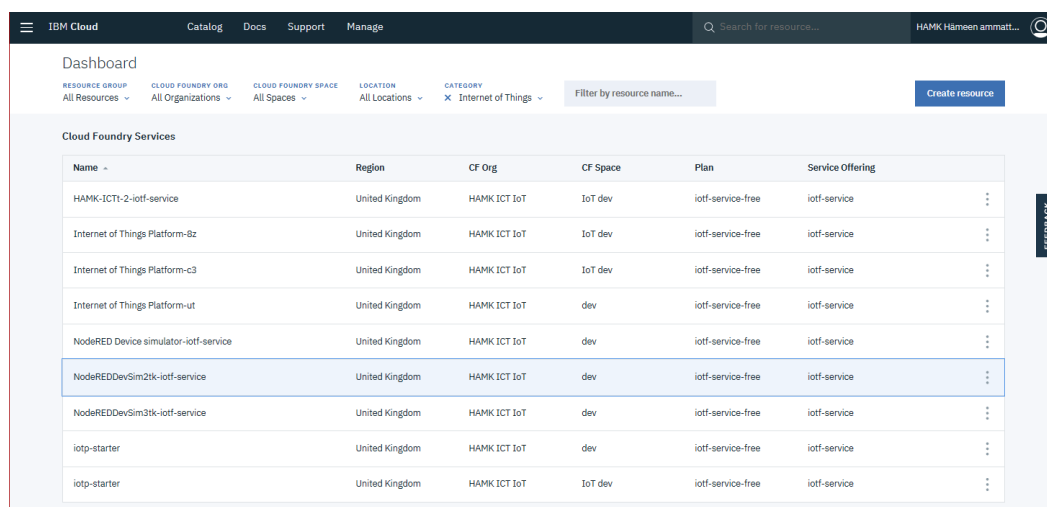 IBM Cloud Catalog Docs Support Manage Search for resource... HAMK Hämeen ammatt...
Dashboard
RESOURCE GROUP CLOUD FOUNDRY ORG CLOUD FOUNDRY SPACE LOCATION CATEGORY
All Resources All Organizations All Spaces All Locations × Internet of Things Filter by resource name... Create resource
Cloud Foundry Services
Name Region CF Org CF Space Plan Service Offering
HAMK-ICTt-2-iotf-service United Kingdom HAMK ICT IoT IoT dev iotf-service-free iotf-service
FEEDBACK
Internet of Things Platform-8z United Kingdom HAMK ICT IoT IoT dev iotf-service-free iotf-service
Internet of Things Platform-c3 United Kingdom HAMK ICT IoT IoT dev iotf-service-free iotf-service
Internet of Things Platform-ut United Kingdom HAMK ICT IoT dev iotf-service-free iotf-service
NodeRED Device simulator-iotf-service United Kingdom HAMK ICT IoT dev iotf-service-free iotf-service
NodeREDDevSim2tk-iotf-service United Kingdom HAMK ICT IoT dev iotf-service-free iotf-service
NodeREDDevSim3tk-iotf-service United Kingdom HAMK ICT IoT dev iotf-service-free iotf-service
iotp-starter United Kingdom HAMK ICT IoT dev iotf-service-free iotf-service
iotp-starter United Kingdom HAMK ICT IoT IoT dev iotf-service-free iotf-service